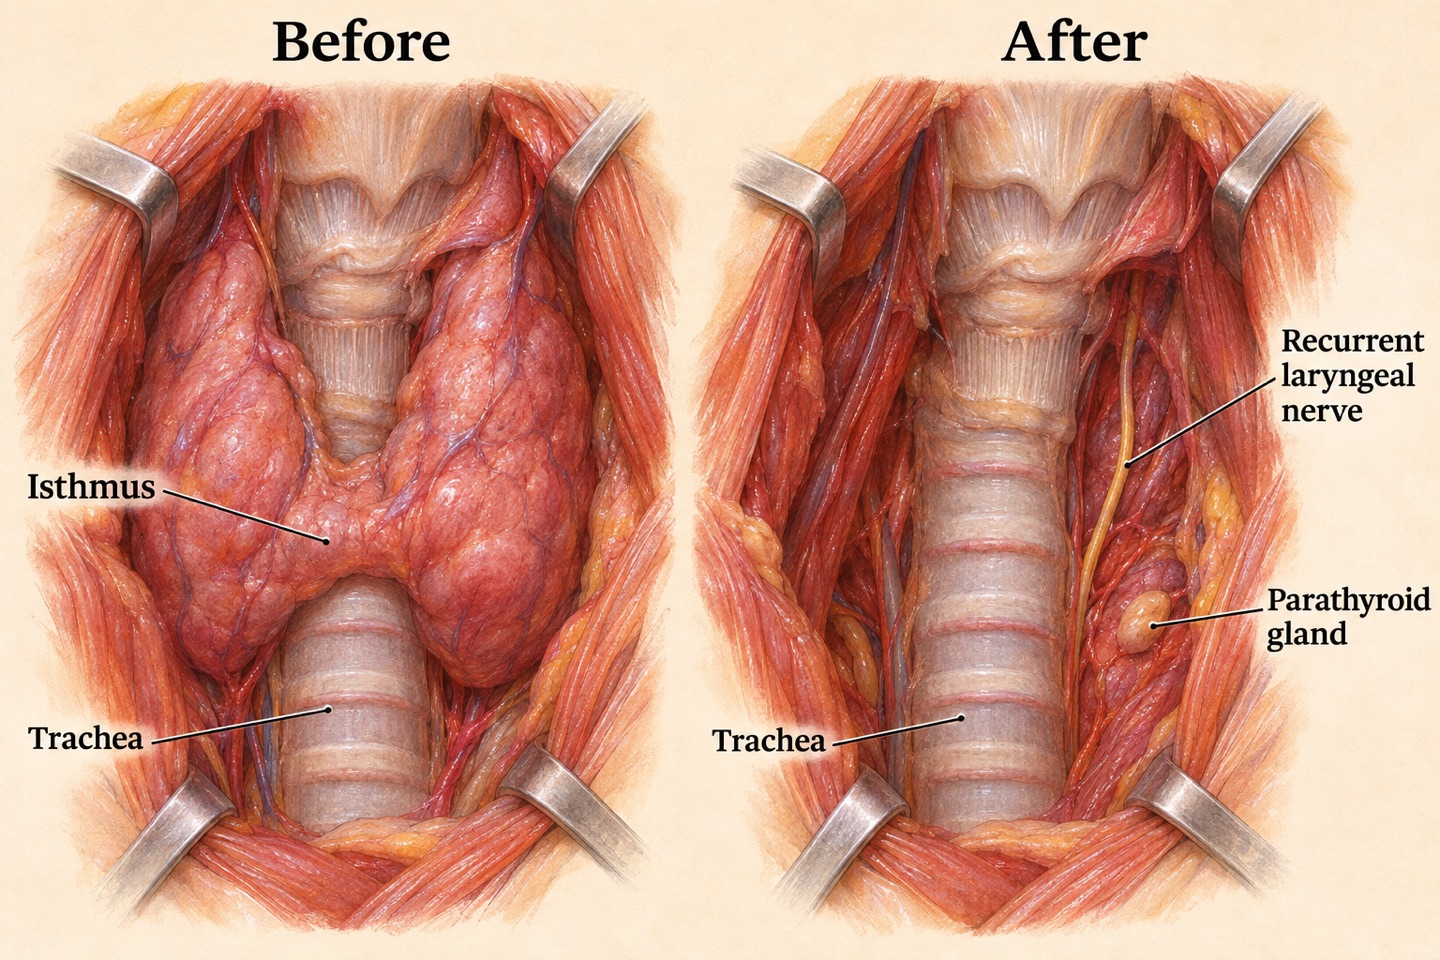 Before
After
Isthmus
Trachea
Recurrent
laryngeal
nerve
Parathyroid
gland
Trachea